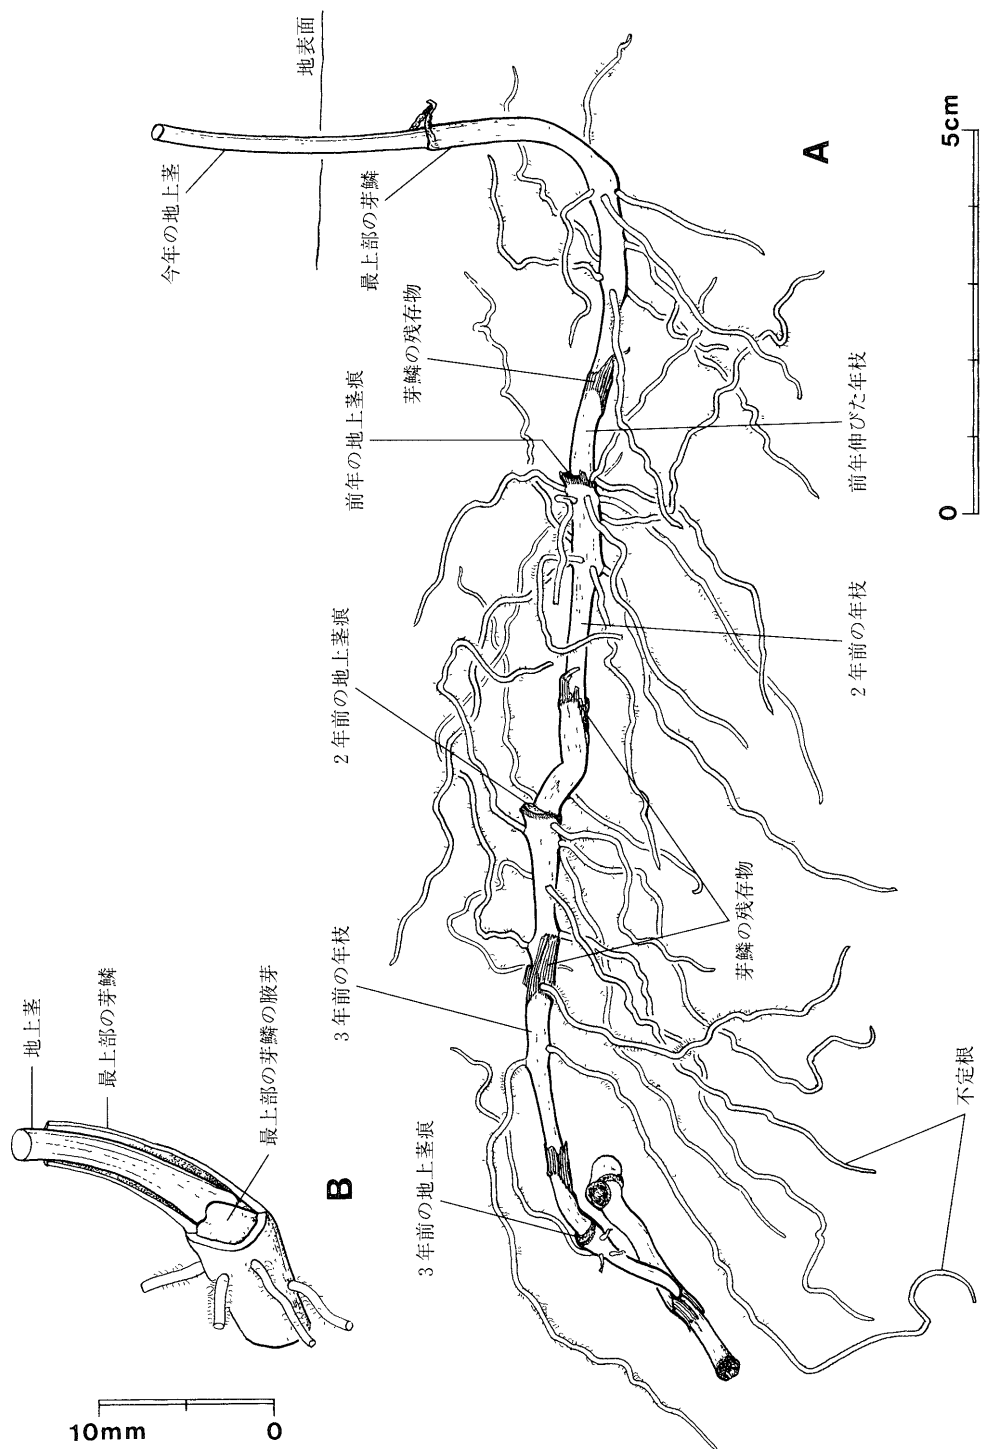 今年の地上茎
地表面
最上部の芽鱗
芽鱗の残存物
前年の地上茎痕
前年伸びた年枝
2年前の地上茎痕
2年前の年枝
芽鱗の残存物
3年前の年枝
3年前の地上茎痕
不定根
A
0
5cm
地上茎
最上部の芽鱗
最上部の芽鱗の腋芽
B
10mm
0